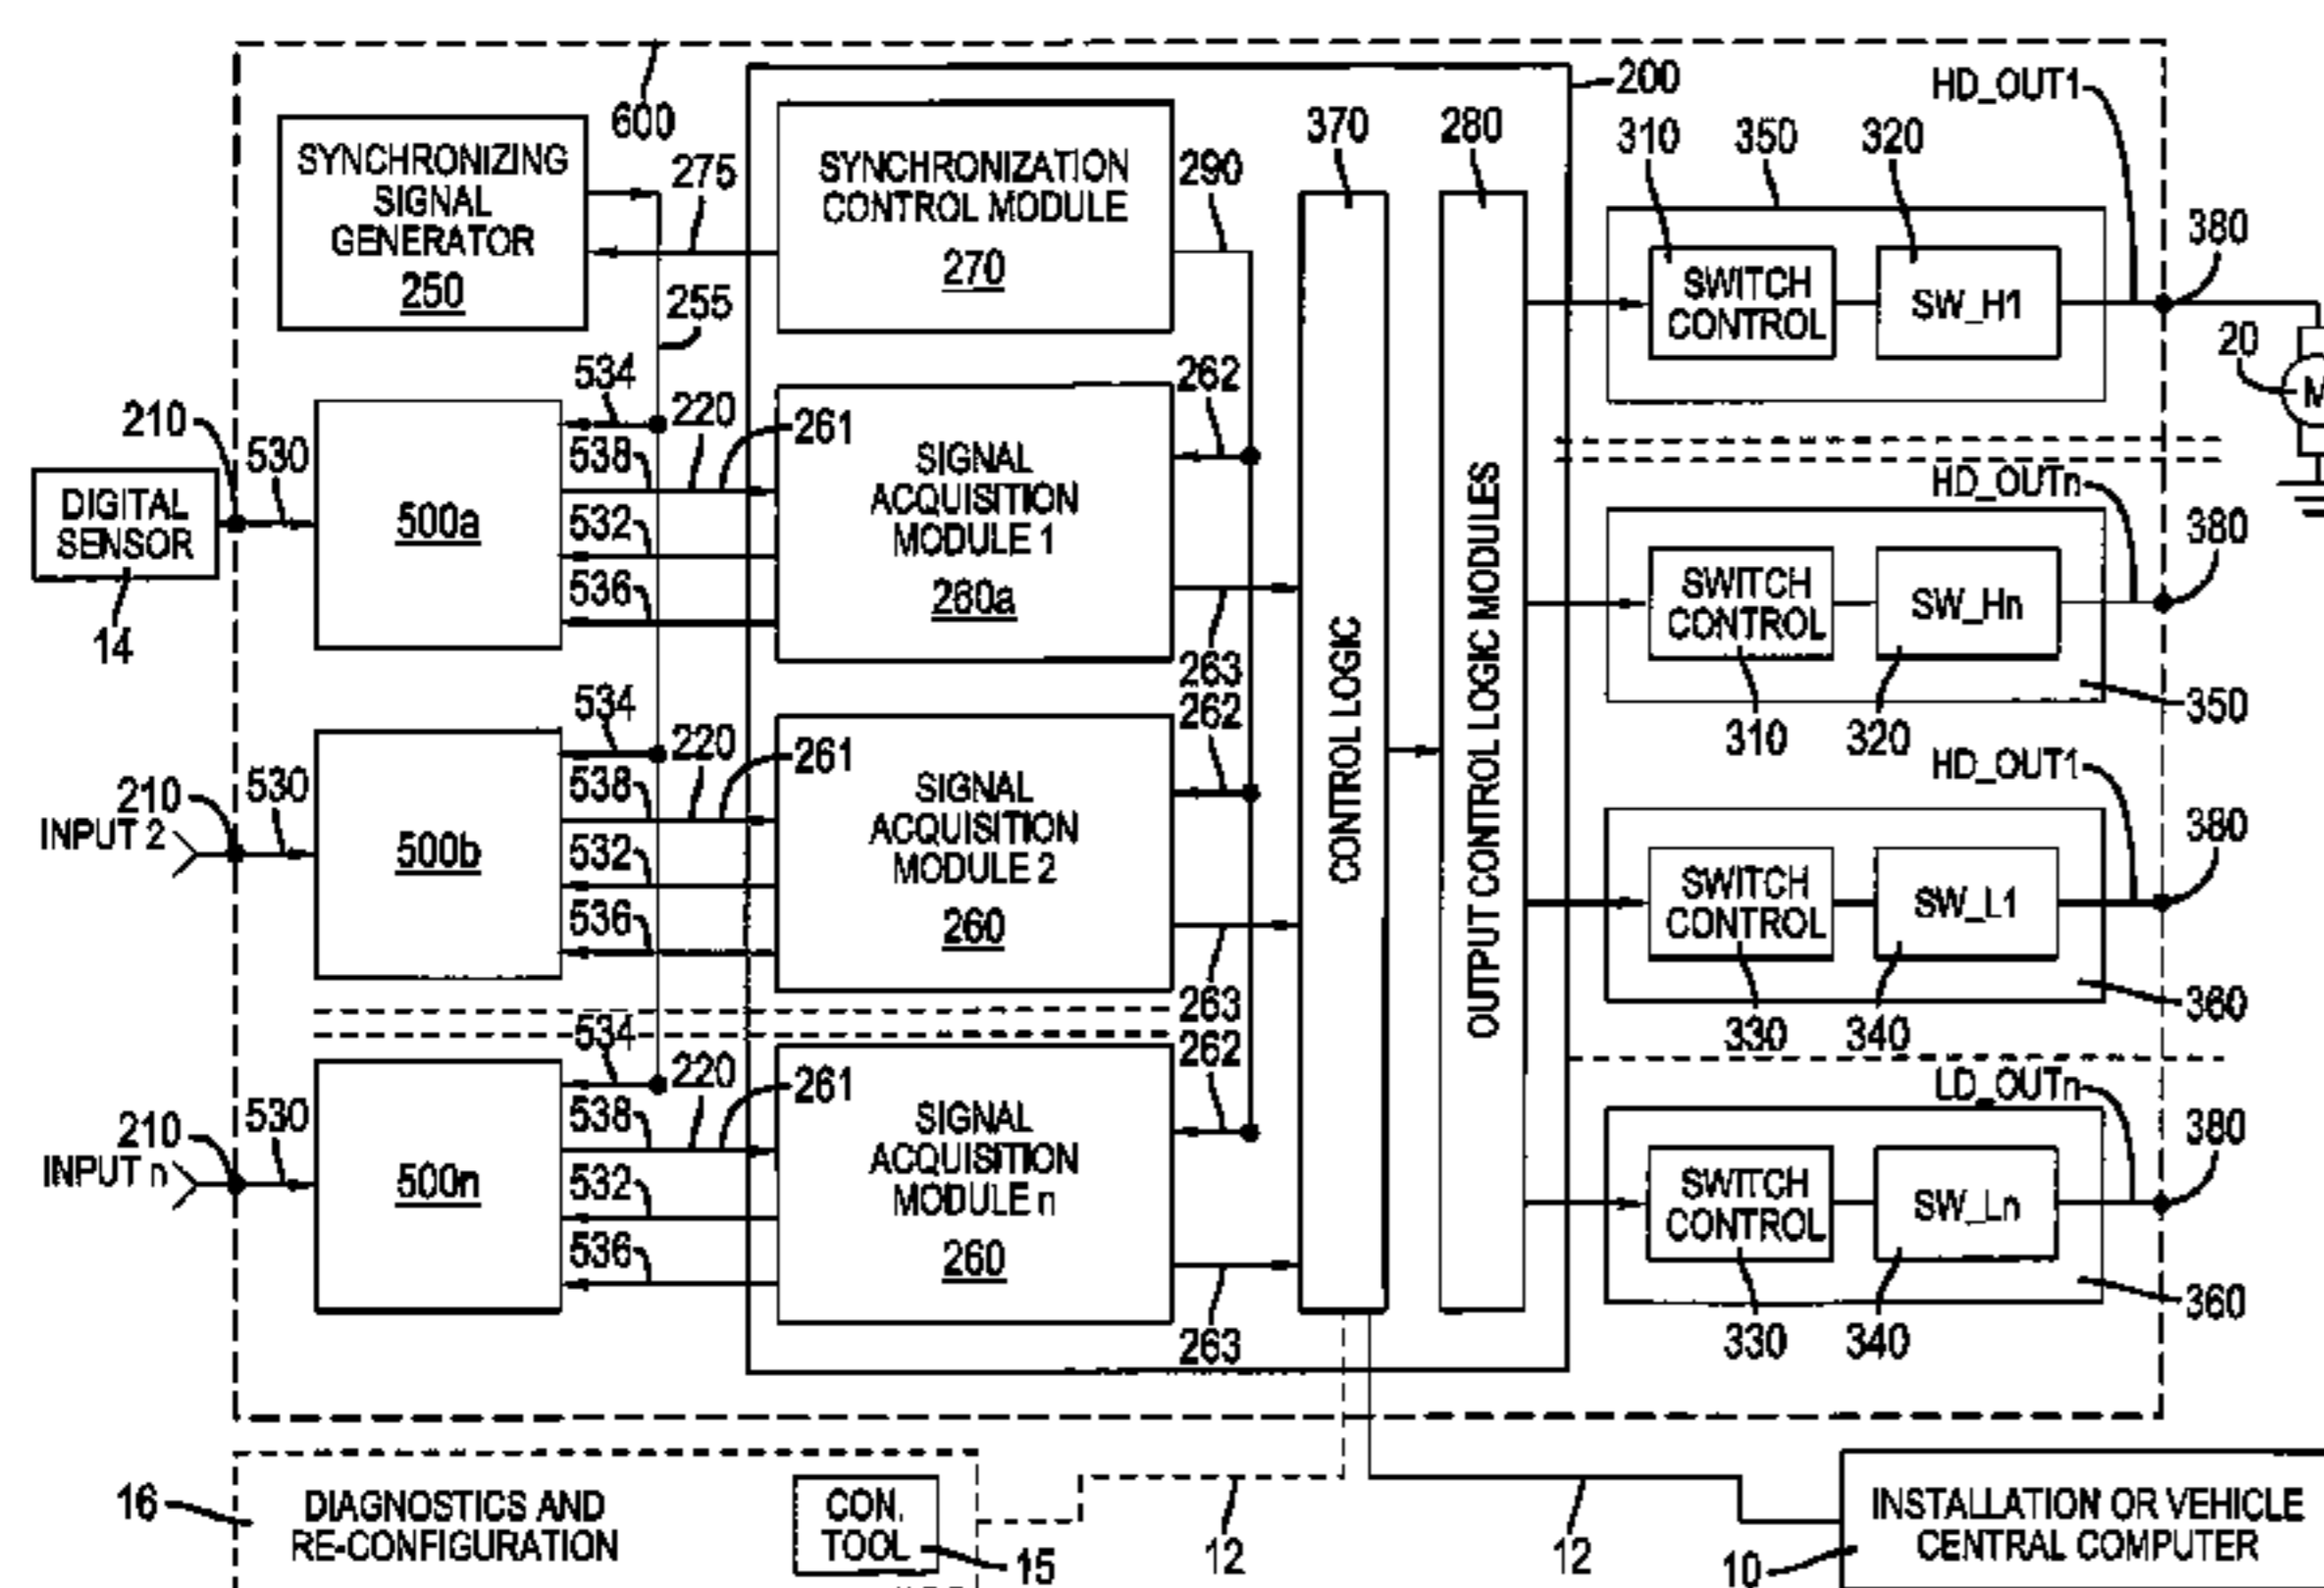 600
200
HD_OUT1
SYNCHRONIZING
SIGNAL
GENERATOR
250
275
SYNCHRONIZATION
CONTROL MODULE
270
290
370
280
310
350
320
SWITCH
CONTROL
SW_H1
380
20
255
534
220
261
262
210
530
538
532
536
DIGITAL
SENSOR
14
500a
SIGNAL
ACQUISITION
MODULE 1
260a
263
CONTROL LOGIC
OUTPUT CONTROL LOGIC MODULES
HD_OUTn
380
SWITCH
CONTROL
SW_Hn
310
320
350
534
220
261
262
INPUT 2
210
530
538
532
536
500b
SIGNAL
ACQUISITION
MODULE 2
260
263
HD_OUT1
380
SWITCH
CONTROL
SW_L1
330
340
360
534
220
261
262
INPUT n
210
530
538
532
536
500n
SIGNAL
ACQUISITION
MODULE n
260
263
LD_OUTn
380
SWITCH
CONTROL
SW_Ln
330
340
360
16
DIAGNOSTICS AND
RE-CONFIGURATION
CON.
TOOL
15
12
12
10
INSTALLATION OR VEHICLE
CENTRAL COMPUTER